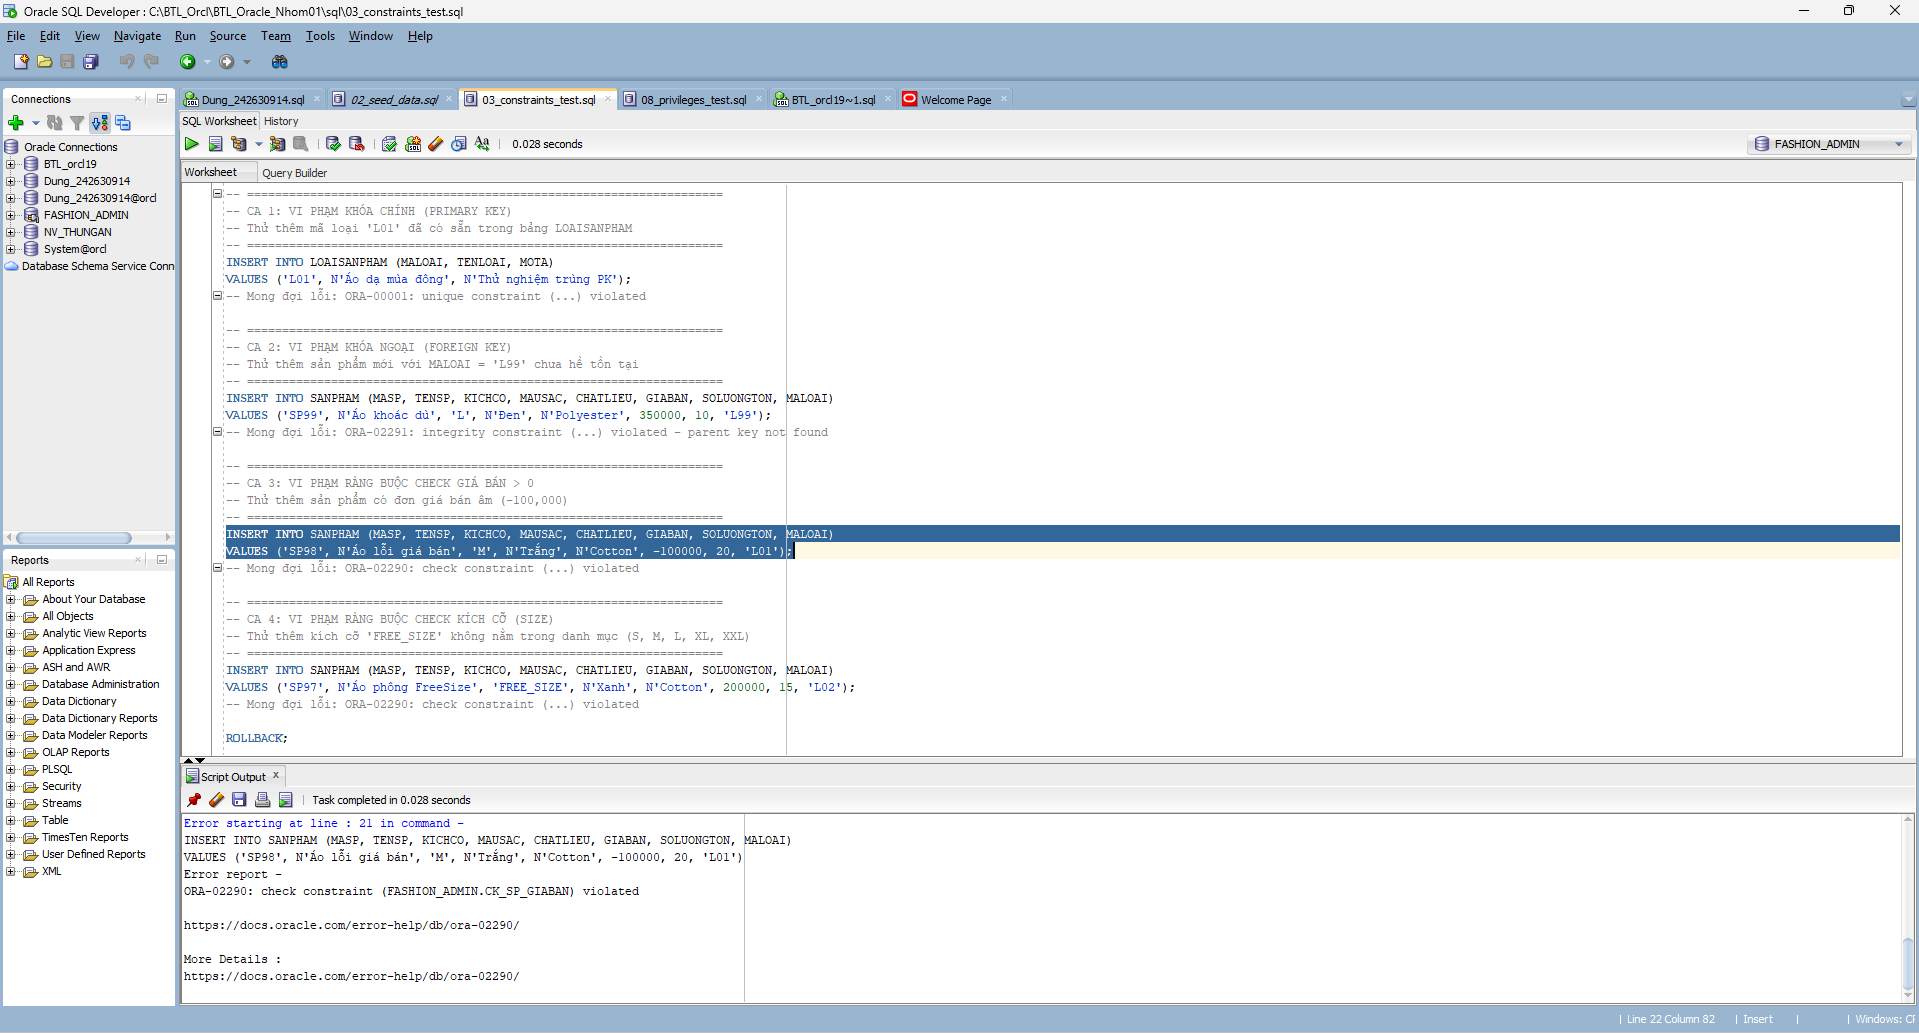 Oracle SQL Developer : C:\BTL_Orcl\BTL_Oracle_Nhom01\sql\03_constraints_test.sql
File Edit View Navigate Run Source Team Tools Window Help
Connections
Oracle Connections
BTL_orcl19
Dung_242630914
Dung_242630914@orcl
FASHION_ADMIN
NV_THUNGAN
System@orcl
Database Schema Service Conn
Reports
All Reports
About Your Database
All Objects
Analytic View Reports
Application Express
ASH and AWR
Database Administration
Data Dictionary
Data Dictionary Reports
Data Modeler Reports
OLAP Reports
PLSQL
Security
Streams
Table
TimesTen Reports
User Defined Reports
XML
Dung_242630914.sql 02_seed_data.sql 03_constraints_test.sql 08_privileges_test.sql BTL_orcl19~1.sql Welcome Page
SQL Worksheet History
0.028 seconds
FASHION_ADMIN
Worksheet Query Builder
-- ====================================================================
-- CA 1: VI PHẠM KHÓA CHÍNH (PRIMARY KEY)
-- Thử thêm mã loại 'L01' đã có sẵn trong bảng LOAISANPHAM
-- ====================================================================
INSERT INTO LOAISANPHAM (MALOAI, TENLOAI, MOTA)
VALUES ('L01', N'Áo dạ mùa đông', N'Thử nghiệm trùng PK');
-- Mong đợi lỗi: ORA-00001: unique constraint (...) violated
-- ====================================================================
-- CA 2: VI PHẠM KHÓA NGOẠI (FOREIGN KEY)
-- Thử thêm sản phẩm mới với MALOAI = 'L99' chưa hề tồn tại
-- ====================================================================
INSERT INTO SANPHAM (MASP, TENSP, KICHCO, MAUSAC, CHATLIEU, GIABAN, SOLUONGTON, MALOAI)
VALUES ('SP99', N'Áo khoác dù', 'L', N'Đen', N'Polyester', 350000, 10, 'L99');
-- Mong đợi lỗi: ORA-02291: integrity constraint (...) violated - parent key not found
-- ====================================================================
-- CA 3: VI PHẠM RÀNG BUỘC CHECK GIÁ BÁN > 0
-- Thử thêm sản phẩm có đơn giá bán âm (-100,000)
-- ====================================================================
INSERT INTO SANPHAM (MASP, TENSP, KICHCO, MAUSAC, CHATLIEU, GIABAN, SOLUONGTON, MALOAI)
VALUES ('SP98', N'Áo lỗi giá bán', 'M', N'Trắng', N'Cotton', -100000, 20, 'L01');
-- Mong đợi lỗi: ORA-02290: check constraint (...) violated
-- ====================================================================
-- CA 4: VI PHẠM RÀNG BUỘC CHECK KÍCH CỠ (SIZE)
-- Thử thêm kích cỡ 'FREE_SIZE' không nằm trong danh mục (S, M, L, XL, XXL)
-- ====================================================================
INSERT INTO SANPHAM (MASP, TENSP, KICHCO, MAUSAC, CHATLIEU, GIABAN, SOLUONGTON, MALOAI)
VALUES ('SP97', N'Áo phông FreeSize', 'FREE_SIZE', N'Xanh', N'Cotton', 200000, 15, 'L02');
-- Mong đợi lỗi: ORA-02290: check constraint (...) violated
ROLLBACK;
Script Output
Task completed in 0.028 seconds
Error starting at line : 21 in command -
INSERT INTO SANPHAM (MASP, TENSP, KICHCO, MAUSAC, CHATLIEU, GIABAN, SOLUONGTON, MALOAI)
VALUES ('SP98', N'Áo lỗi giá bán', 'M', N'Trắng', N'Cotton', -100000, 20, 'L01')
Error report -
ORA-02290: check constraint (FASHION_ADMIN.CK_SP_GIABAN) violated
https://docs.oracle.com/error-help/db/ora-02290/
More Details :
https://docs.oracle.com/error-help/db/ora-02290/
Line 22 Column 82 Insert Windows: CF